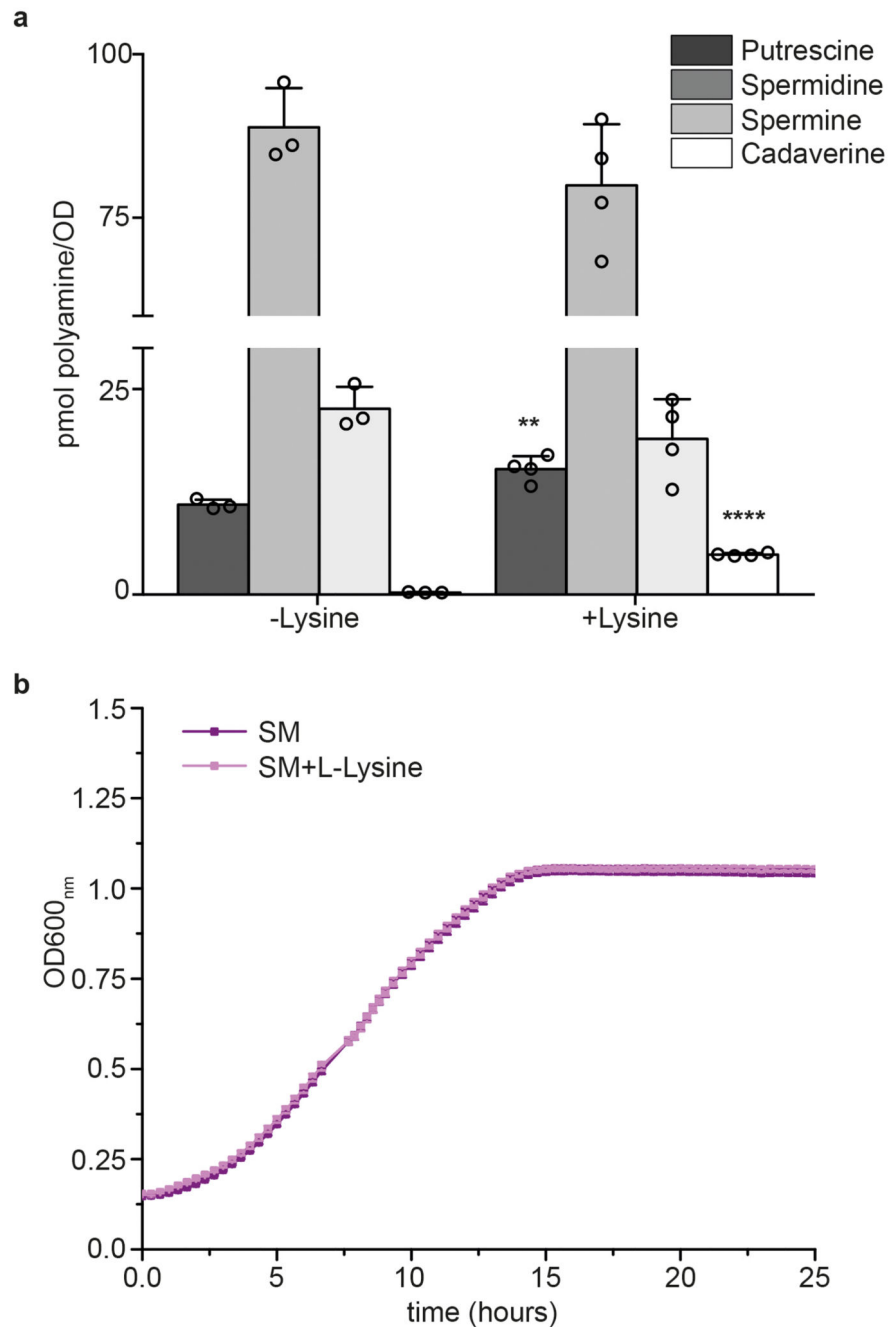 a
100
75
25
0
pmol polyamine/OD
Putrescine
Spermidine
Spermine
Cadaverine
**
****
-Lysine
+Lysine
b
1.5
1.25
1.0
0.75
0.5
0.25
0.0
OD600nm
SM
SM+L-Lysine
0.0
5
10
15
20
25
time (hours)